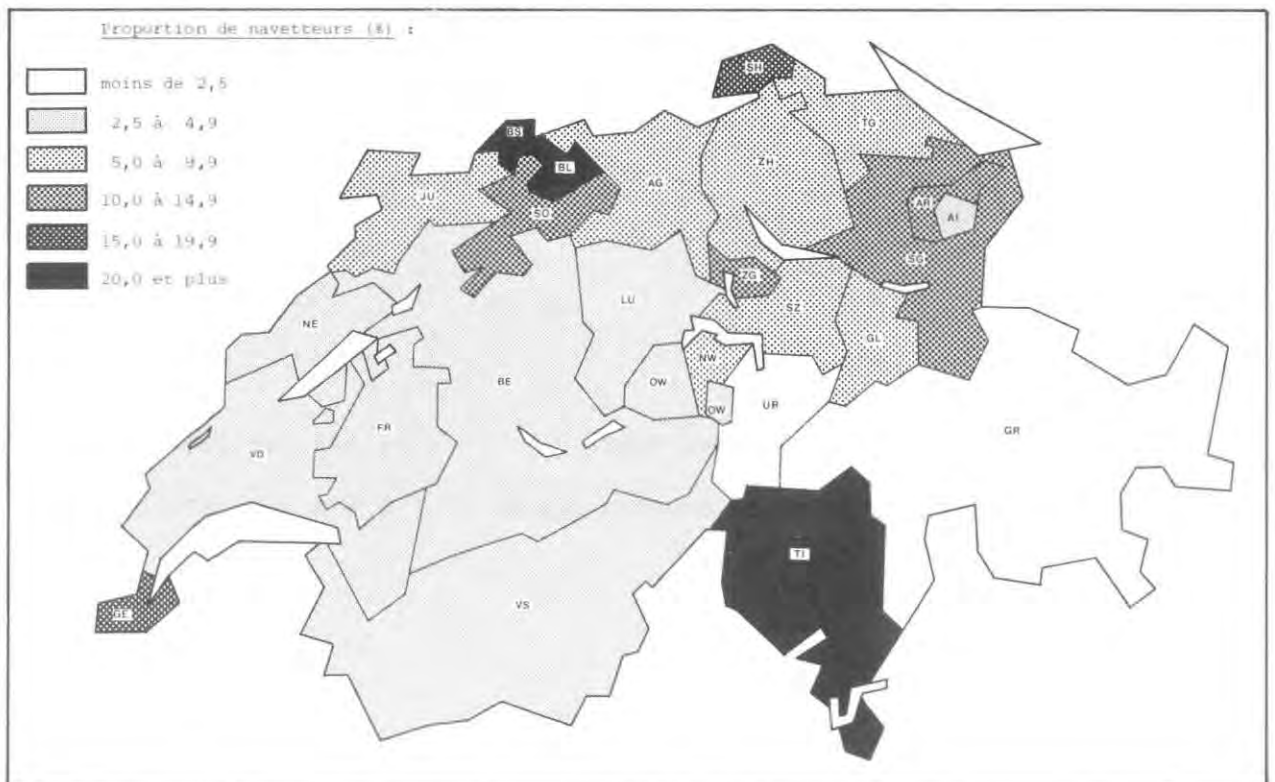 Proportion de navetteurs (%) :
moins de 2,5
2,5 à 4,9
5,0 à 9,9
10,0 à 14,9
15,0 à 19,9
20,0 et plus
SH
BS
TG
BL
ZH
AG
JU
AR
SO
AI
SG
ZG
LU
SZ
NE
GL
NW
BE
OW
UR
OW
FR
GR
VD
TI
VS
GE